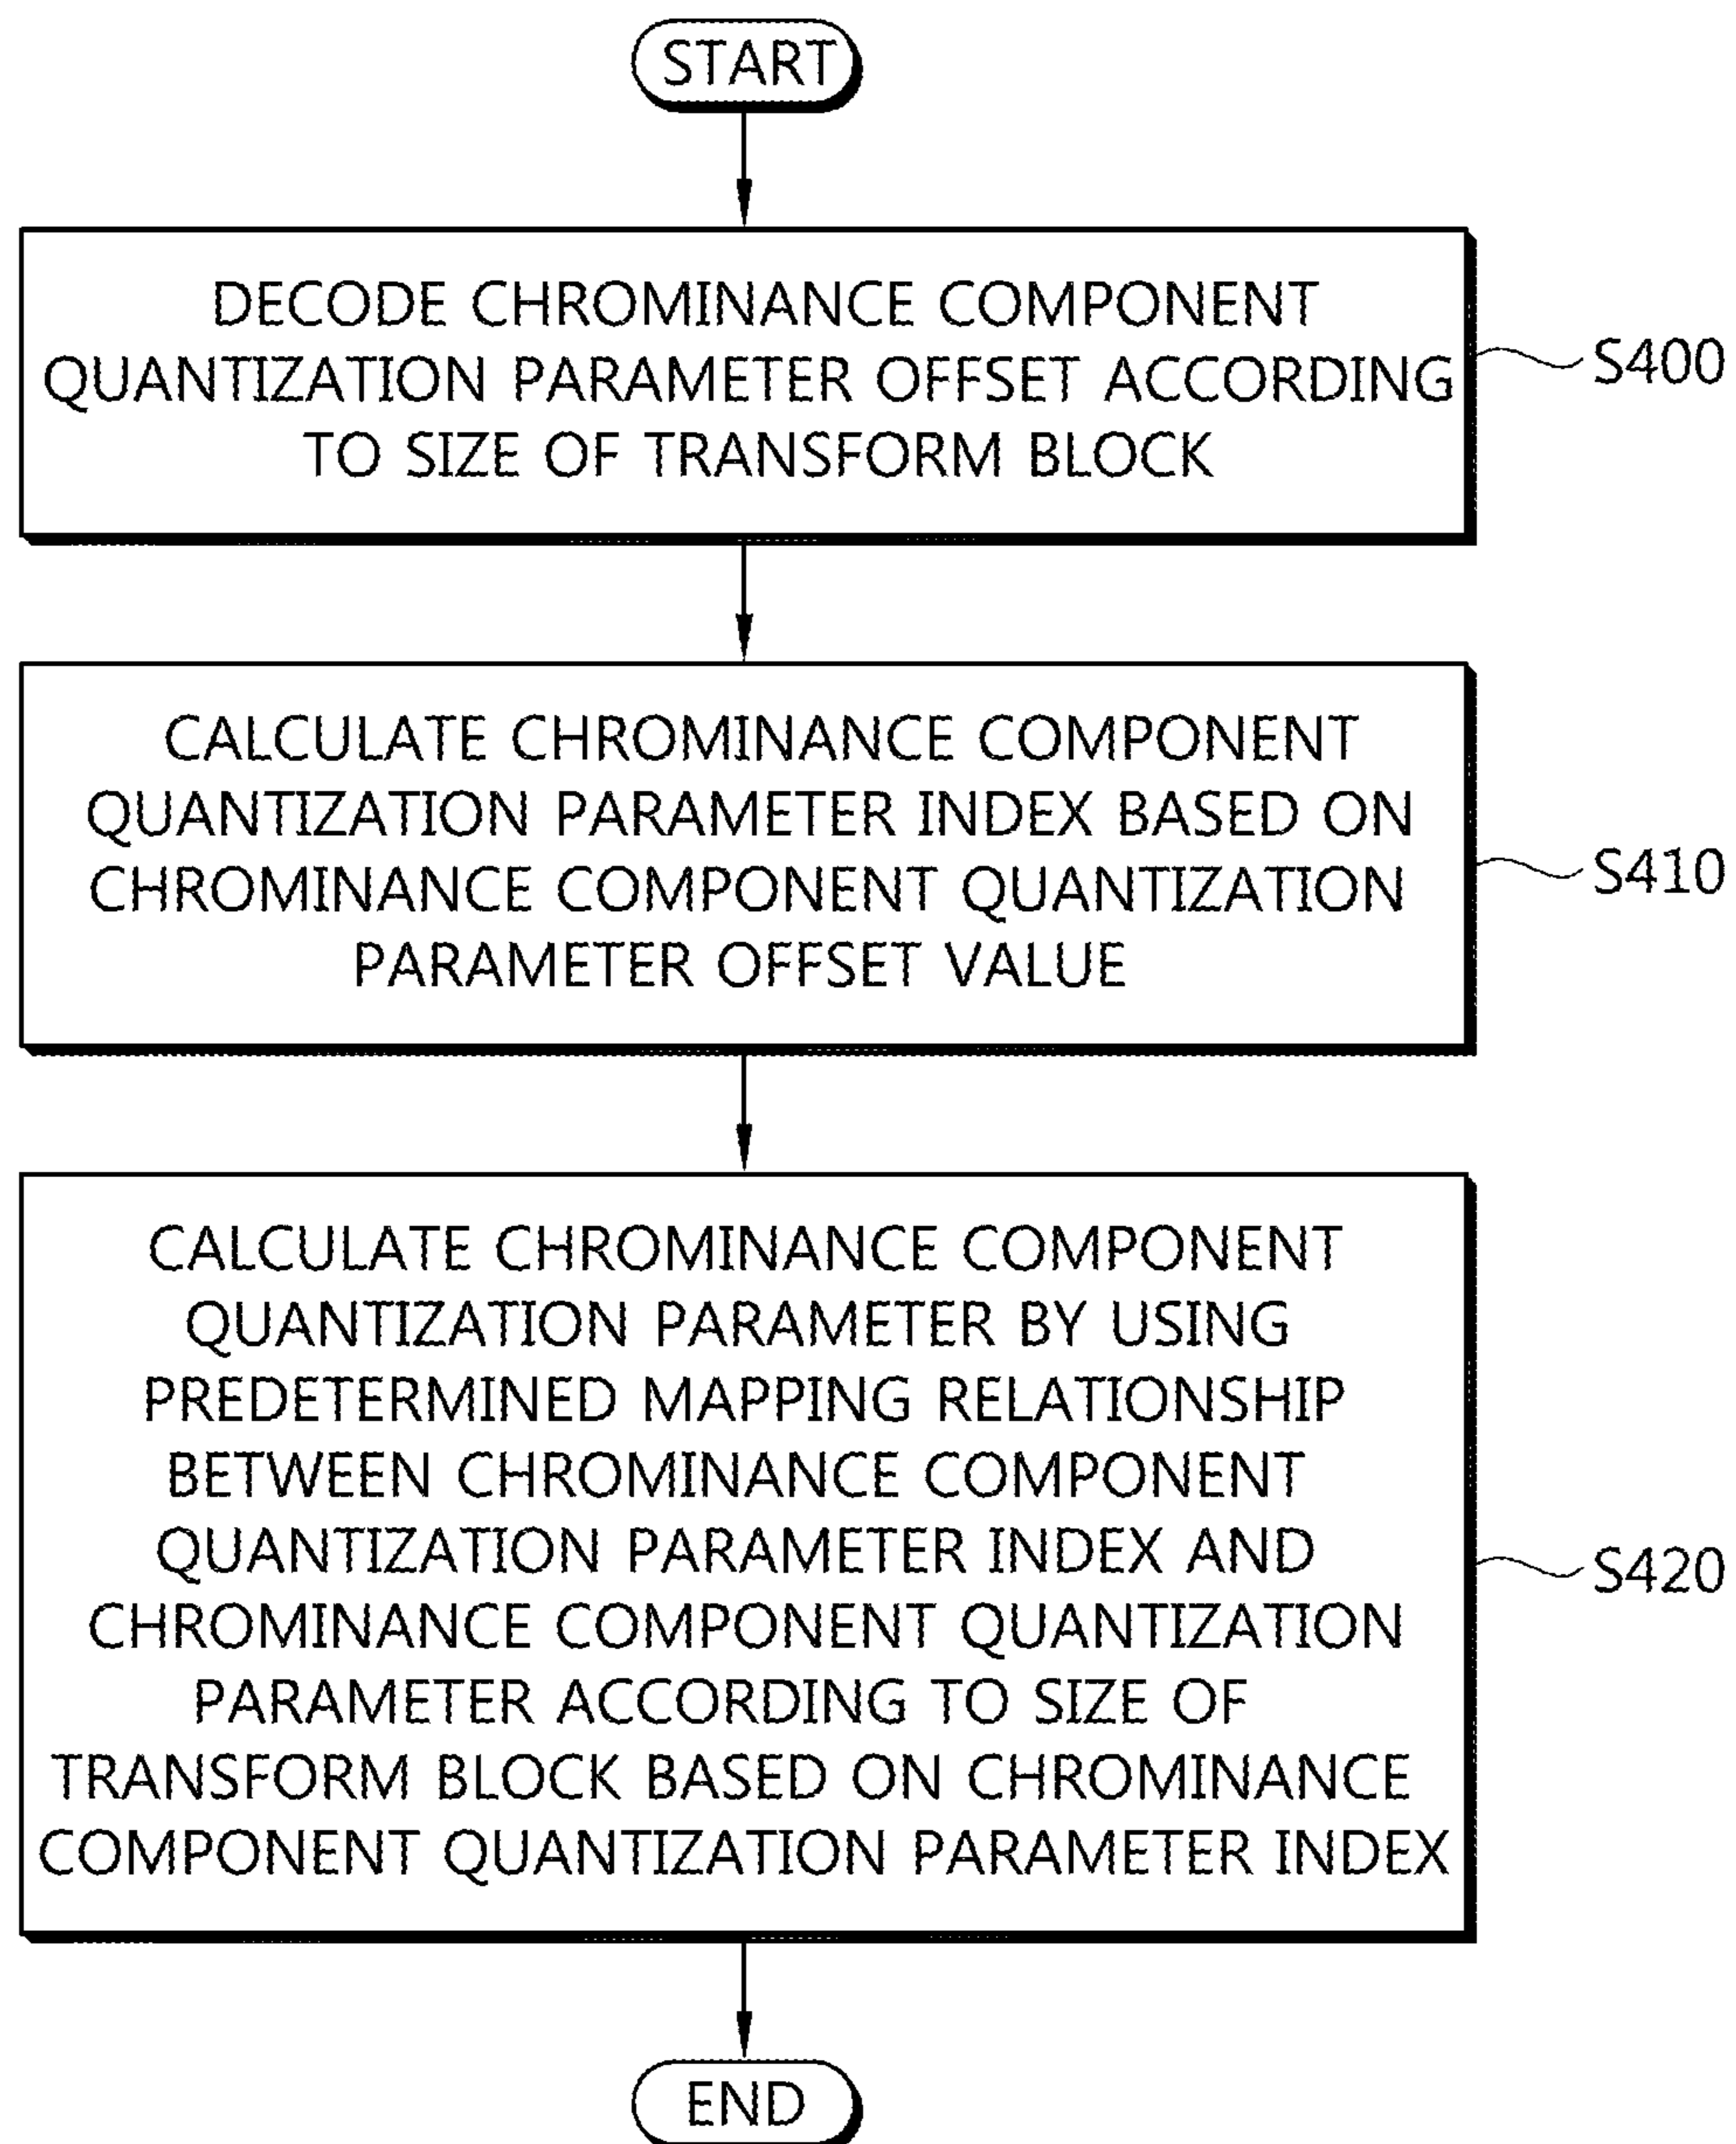 START
DECODE CHROMINANCE COMPONENT
QUANTIZATION PARAMETER OFFSET ACCORDING
TO SIZE OF TRANSFORM BLOCK
S400
CALCULATE CHROMINANCE COMPONENT
QUANTIZATION PARAMETER INDEX BASED ON
CHROMINANCE COMPONENT QUANTIZATION
PARAMETER OFFSET VALUE
S410
CALCULATE CHROMINANCE COMPONENT
QUANTIZATION PARAMETER BY USING
PREDETERMINED MAPPING RELATIONSHIP
BETWEEN CHROMINANCE COMPONENT
QUANTIZATION PARAMETER INDEX AND
CHROMINANCE COMPONENT QUANTIZATION
PARAMETER ACCORDING TO SIZE OF
TRANSFORM BLOCK BASED ON CHROMINANCE
COMPONENT QUANTIZATION PARAMETER INDEX
S420
END